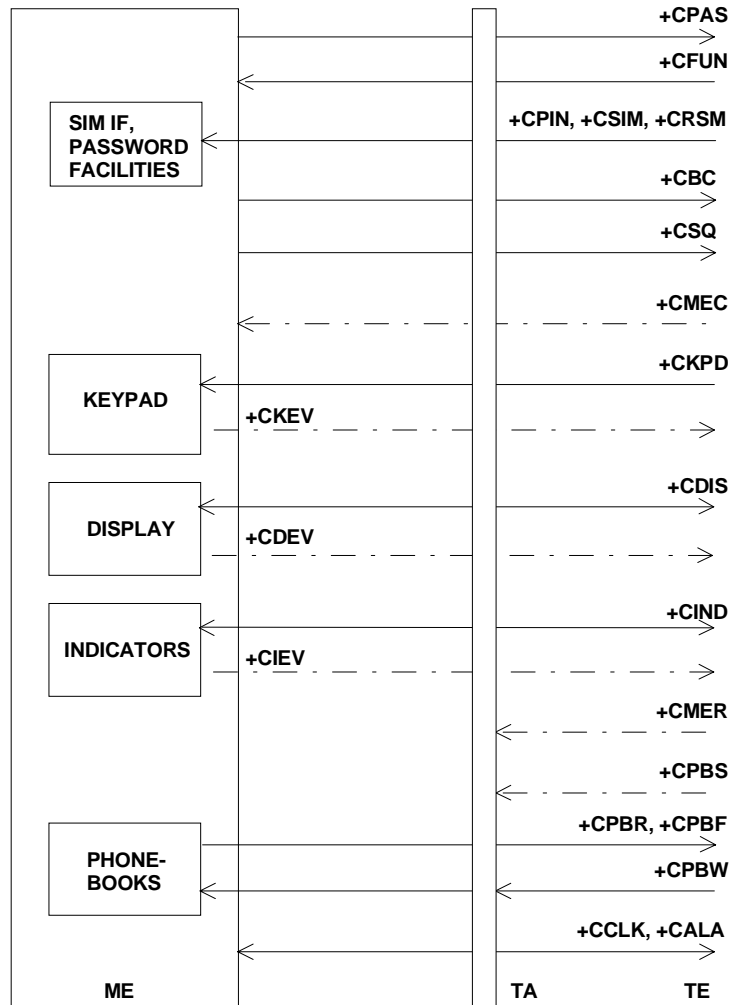 +CPAS
+CFUN
SIM IF,
PASSWORD
FACILITIES
+CPIN, +CSIM, +CRSM
+CBC
+CSQ
+CMEC
+CKPD
KEYPAD
+CKEV
+CDIS
DISPLAY
+CDEV
+CIND
INDICATORS
+CIEV
+CMER
+CPBS
+CPBR, +CPBF
PHONE-
BOOKS
+CPBW
+CCLK, +CALA
ME TA TE